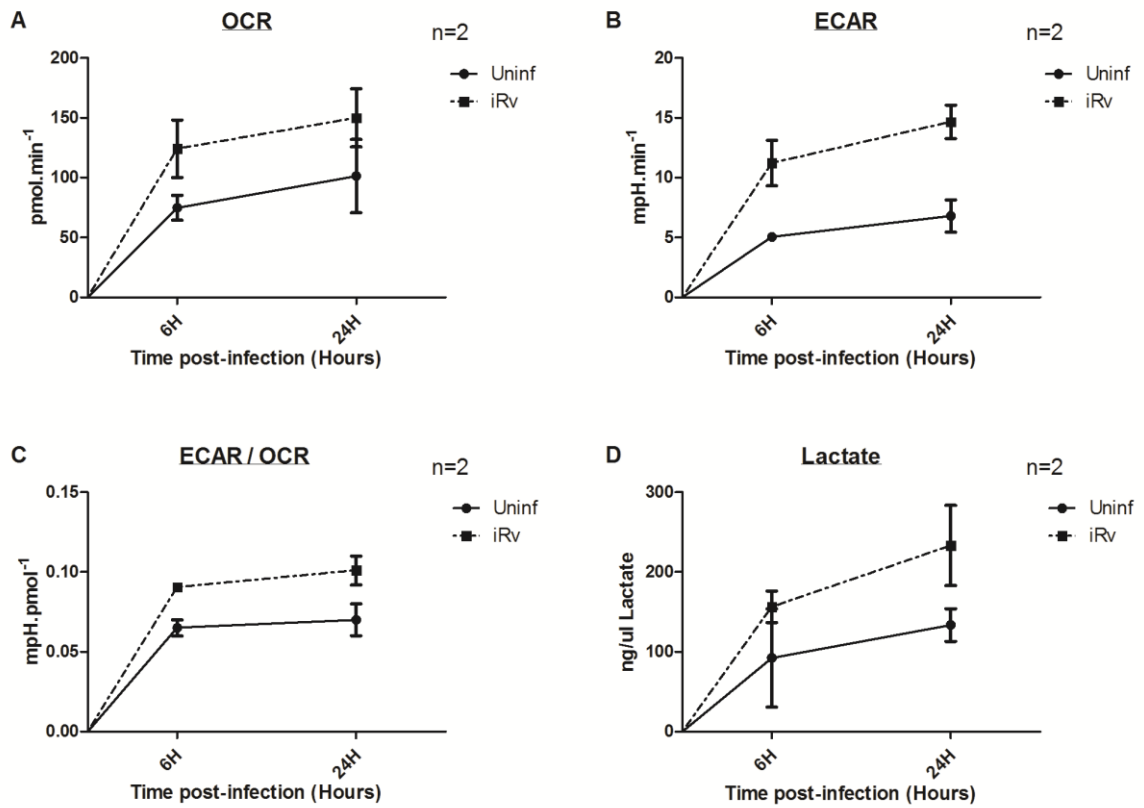 A
OCR
n=2
Uninf
iRv
200
150
100
50
0
pmol.min⁻¹
6H
24H
Time post-infection (Hours)
B
ECAR
n=2
Uninf
iRv
20
15
10
5
0
mpH.min⁻¹
6H
24H
Time post-infection (Hours)
C
ECAR / OCR
n=2
Uninf
iRv
0.15
0.10
0.05
0.00
mpH.pmol⁻¹
6H
24H
Time post-infection (Hours)
D
Lactate
n=2
Uninf
iRv
300
200
100
0
ng/ul Lactate
6H
24H
Time post-infection (Hours)